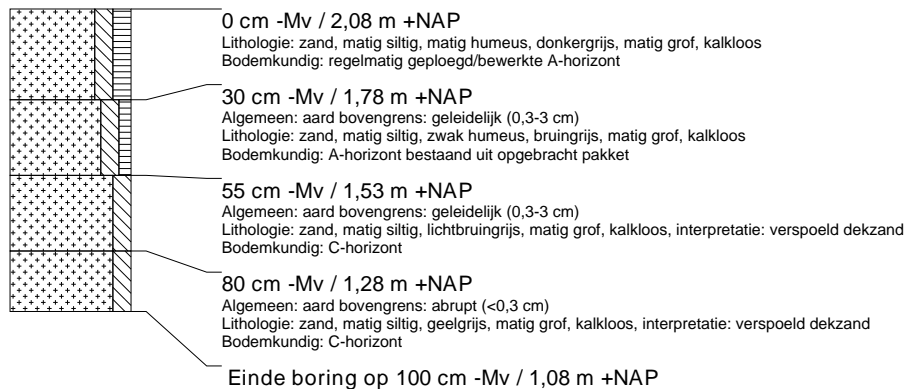 0 cm -Mv / 2,08 m +NAP
Lithologie: zand, matig siltig, matig humeus, donkergrijs, matig grof, kalkloos
Bodemkundig: regelmatig geploegd/bewerkte A-horizont
30 cm -Mv / 1,78 m +NAP
Algemeen: aard bovengrens: geleidelijk (0,3-3 cm)
Lithologie: zand, matig siltig, zwak humeus, bruingrijs, matig grof, kalkloos
Bodemkundig: A-horizont bestaand uit opgebracht pakket
55 cm -Mv / 1,53 m +NAP
Algemeen: aard bovengrens: geleidelijk (0,3-3 cm)
Lithologie: zand, matig siltig, lichtbruingrijs, matig grof, kalkloos, interpretatie: verspoeld dekzand
Bodemkundig: C-horizont
80 cm -Mv / 1,28 m +NAP
Algemeen: aard bovengrens: abrupt (<0,3 cm)
Lithologie: zand, matig siltig, geelgrijs, matig grof, kalkloos, interpretatie: verspoeld dekzand
Bodemkundig: C-horizont
Einde boring op 100 cm -Mv / 1,08 m +NAP